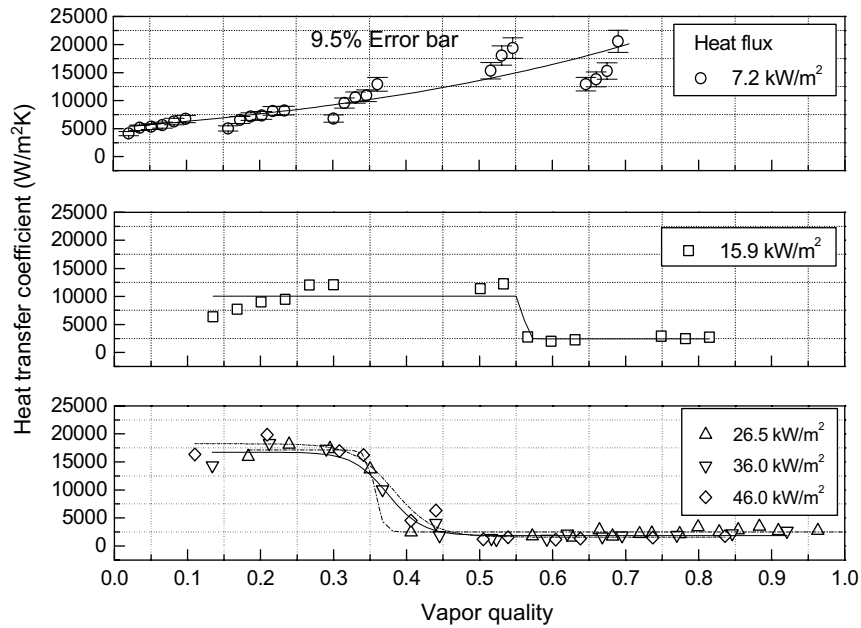 Heat transfer coefficient (W/m²K)
25000
20000
15000
10000
5000
0
9.5% Error bar
Heat flux
7.2 kW/m²
25000
20000
15000
10000
5000
0
15.9 kW/m²
25000
20000
15000
10000
5000
0
26.5 kW/m²
36.0 kW/m²
46.0 kW/m²
0.0 0.1 0.2 0.3 0.4 0.5 0.6 0.7 0.8 0.9 1.0
Vapor quality